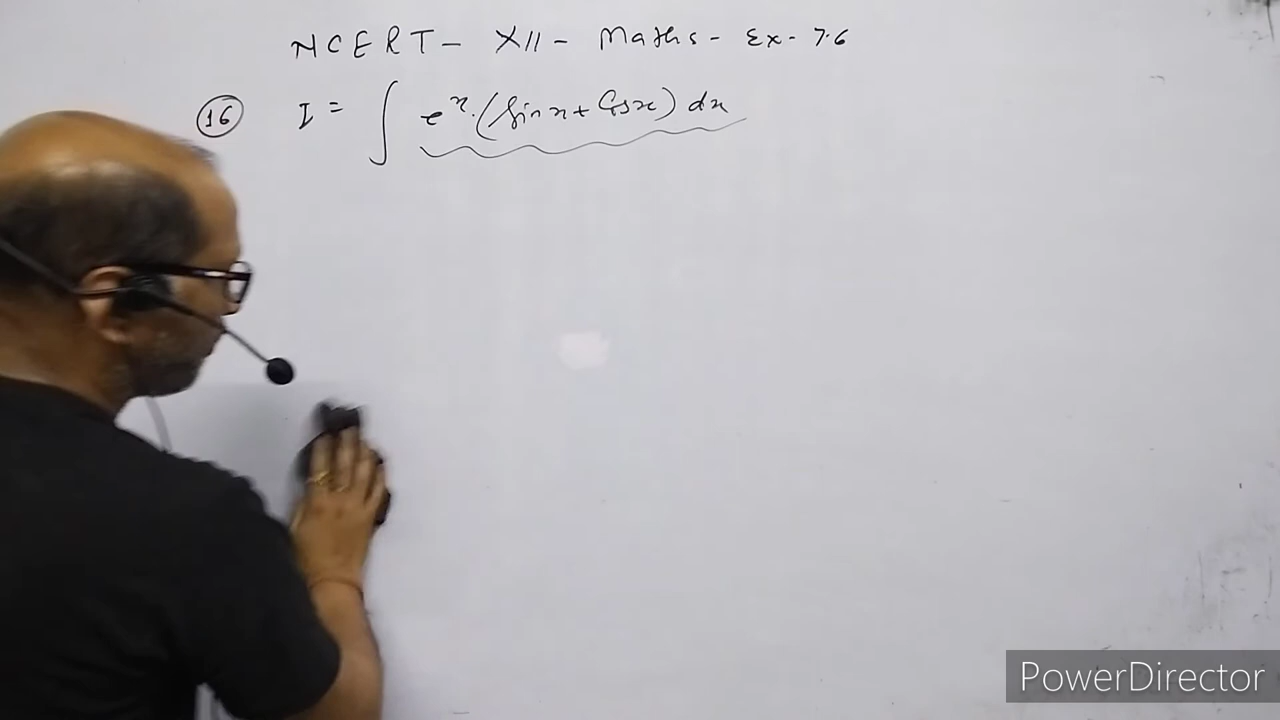 NCERT - XII - Maths - Ex - 7.6
16 I = ∫ e^x. (Sin x + Cos x) dx
PowerDirector